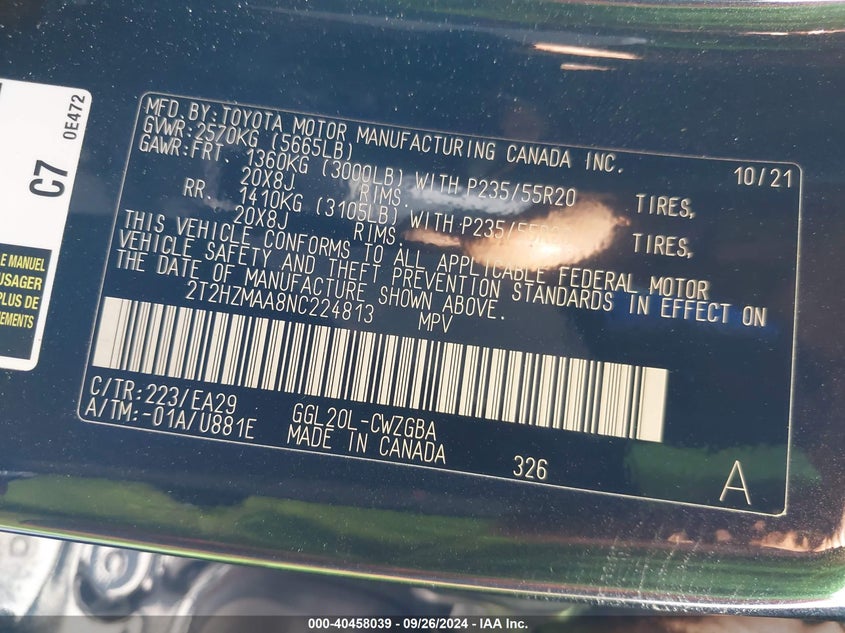 MFD. BY: TOYOTA MOTOR MANUFACTURING CANADA INC. 10/21
GVWR: 2570KG (5665LB)
GAWR: FRT. 1360KG (3000LB) WITH P235/55R20 TIRES,
20X8J RIMS.
RR. 1410KG (3105LB) WITH P235/ TIRES,
20X8J RIMS.
THIS VEHICLE CONFORMS TO ALL APPLICABLE FEDERAL MOTOR
VEHICLE SAFETY AND THEFT PREVENTION STANDARDS IN EFFECT ON
THE DATE OF MANUFACTURE SHOWN ABOVE.
2T2HZMAA8NC224813 MPV
C/TR: 223/EA29 GGL20L-CWZGBA
A/TM:-01A/U881E MADE IN CANADA 326 A
C7
0E472
E MANUEL
USAGER
PLUS DE
NEMENTS
000-40458039 - 09/26/2024 - IAA Inc.